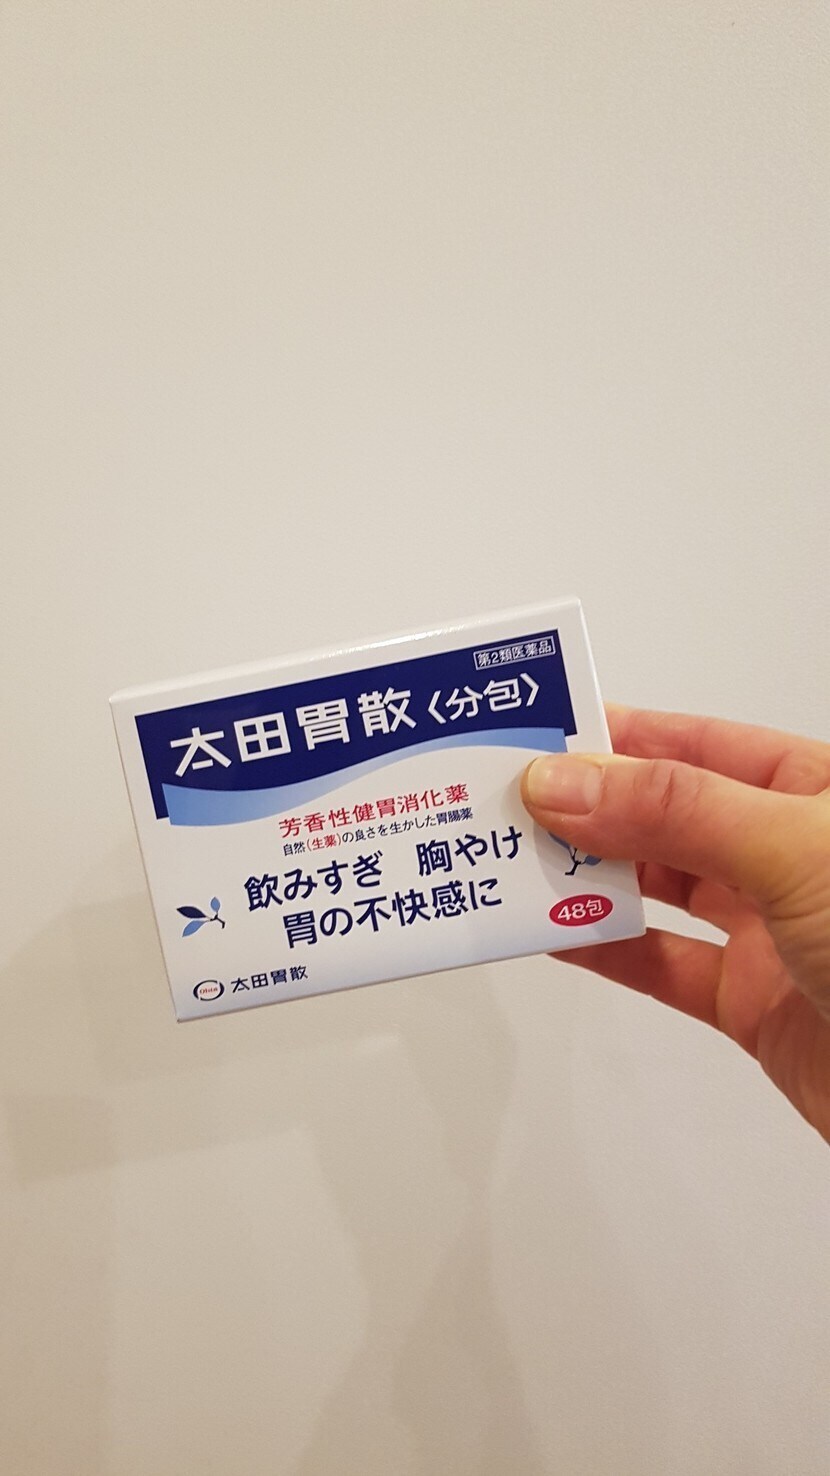 第2類医薬品
太田胃散〈分包〉
芳香性健胃消化薬
自然(生薬)の良さを生かした胃腸薬
飲みすぎ 胸やけ
胃の不快感に
48包
Ohta 太田胃散